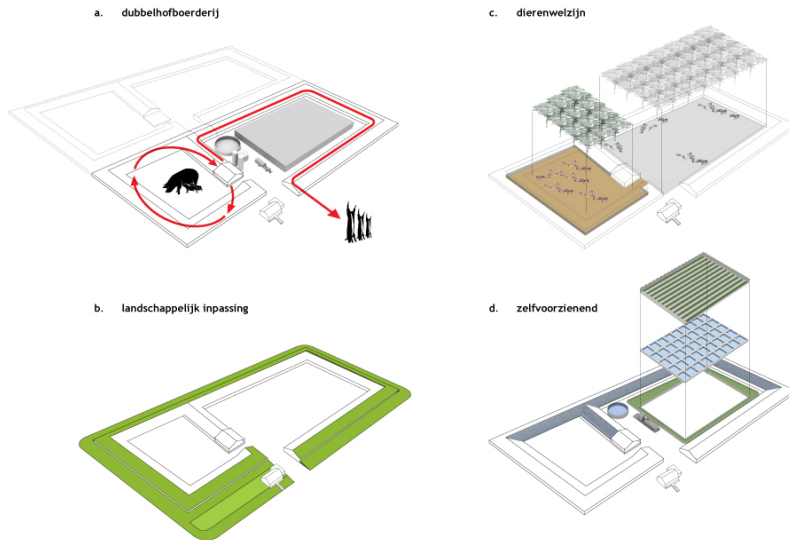 a. dubbelhofboerderij
c. dierenwelzijn
b. landschappelijk inpassing
d. zelfvoorzienend